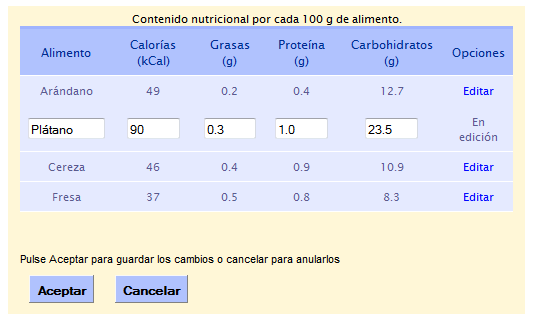 Contenido nutricional por cada 100 g de alimento.
Alimento Calorías (kCal) Grasas (g) Proteína (g) Carbohidratos (g) Opciones
Arándano 49 0.2 0.4 12.7 Editar
Plátano 90 0.3 1.0 23.5 En edición
Cereza 46 0.4 0.9 10.9 Editar
Fresa 37 0.5 0.8 8.3 Editar
Pulse Aceptar para guardar los cambios o cancelar para anularlos
Aceptar Cancelar